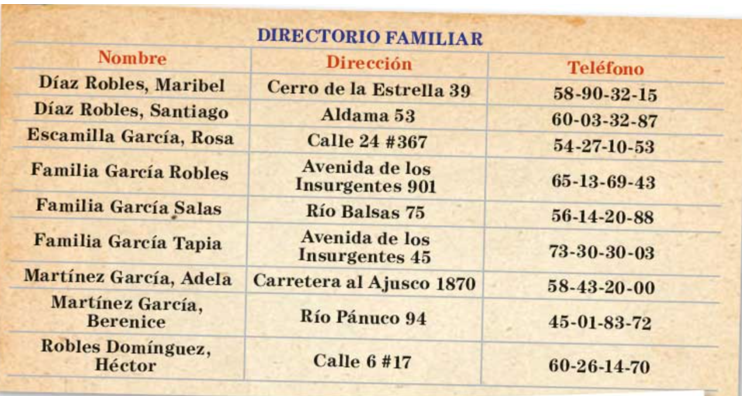 DIRECTORIO FAMILIAR
Nombre Dirección Teléfono
Díaz Robles, Maribel Cerro de la Estrella 39 58-90-32-15
Díaz Robles, Santiago Aldama 53 60-03-32-87
Escamilla García, Rosa Calle 24 #367 54-27-10-53
Familia García Robles Avenida de los
Insurgentes 901 65-13-69-43
Familia García Salas Río Balsas 75 56-14-20-88
Familia García Tapia Avenida de los
Insurgentes 45 73-30-30-03
Martínez García, Adela Carretera al Ajusco 1870 58-43-20-00
Martínez García,
Berenice Río Pánuco 94 45-01-83-72
Robles Domínguez,
Héctor Calle 6 #17 60-26-14-70